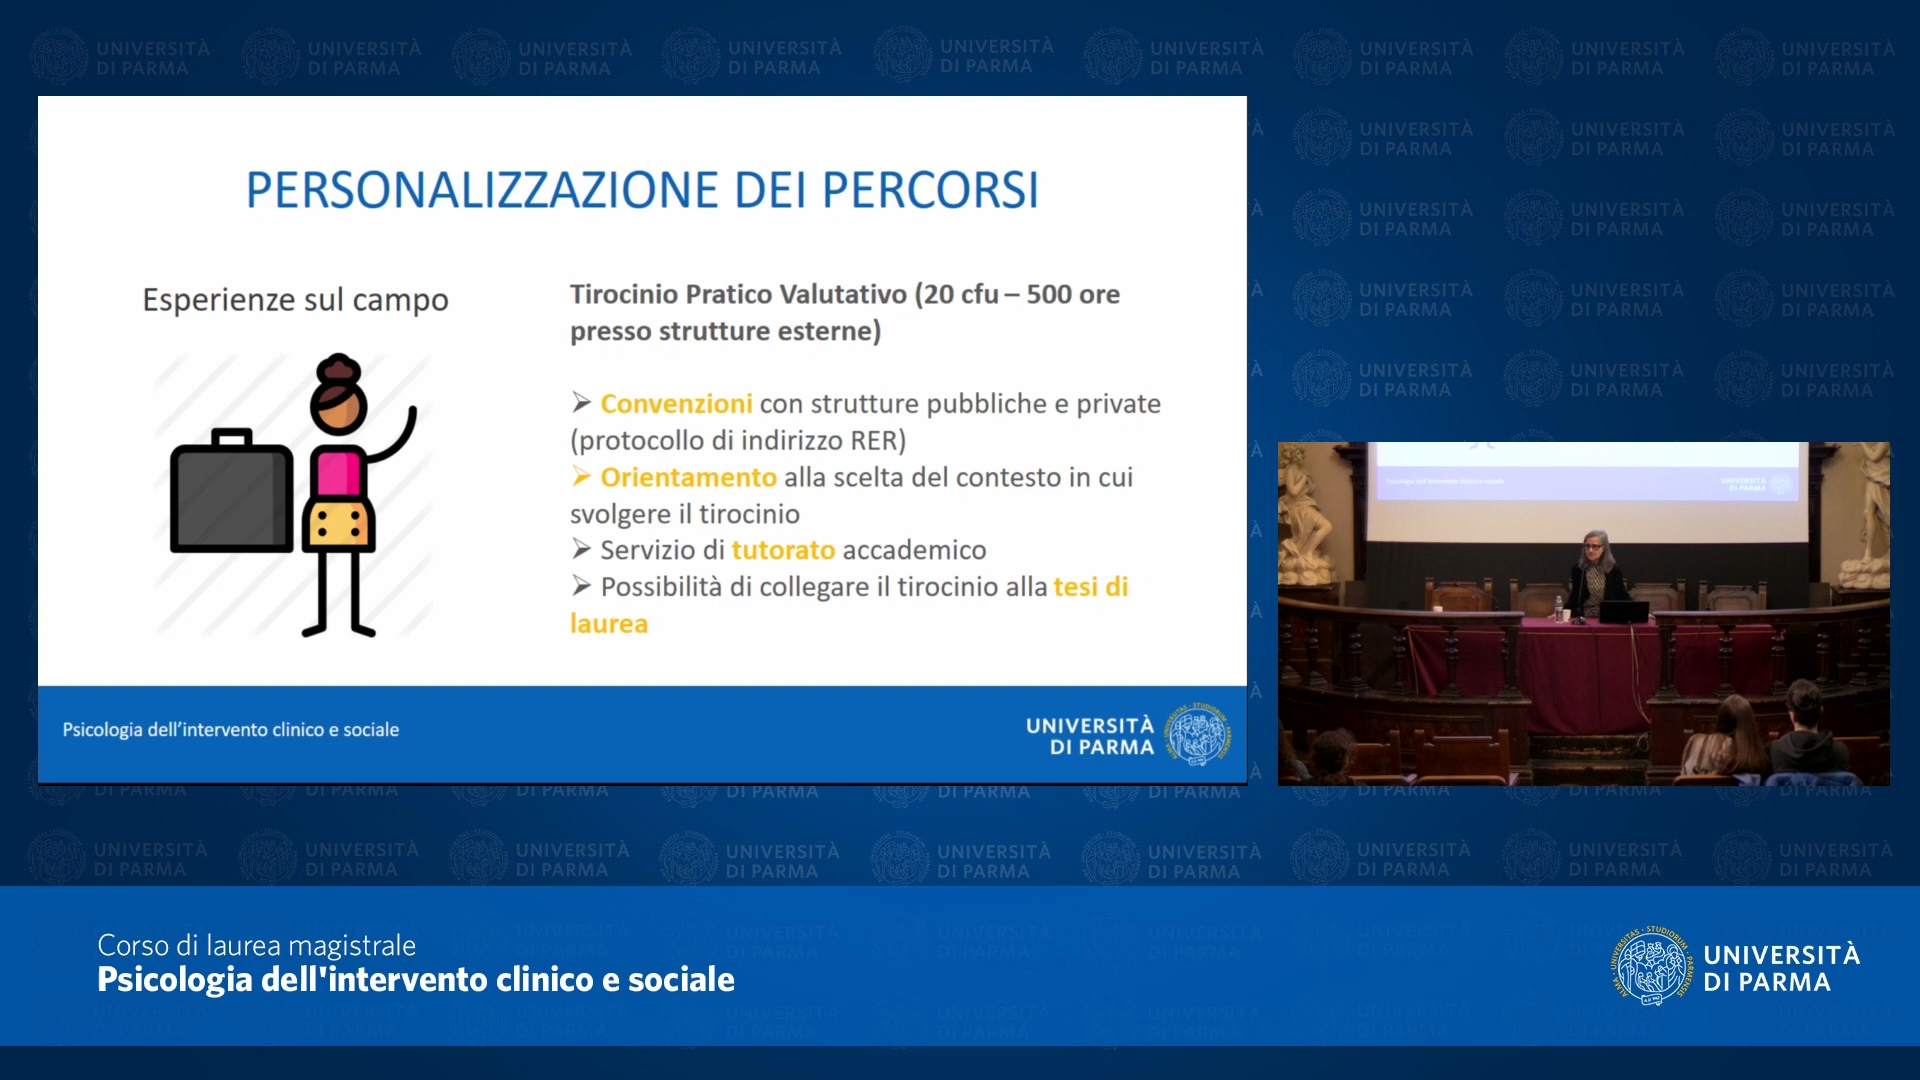 PERSONALIZZAZIONE DEI PERCORSI
Esperienze sul campo
Tirocinio Pratico Valutativo (20 cfu – 500 ore
presso strutture esterne)
➢ Convenzioni con strutture pubbliche e private
(protocollo di indirizzo RER)
➢ Orientamento alla scelta del contesto in cui
svolgere il tirocinio
➢ Servizio di tutorato accademico
➢ Possibilità di collegare il tirocinio alla tesi di
laurea
Psicologia dell’intervento clinico e sociale
UNIVERSITÀ
DI PARMA
Corso di laurea magistrale
Psicologia dell'intervento clinico e sociale
UNIVERSITÀ
DI PARMA